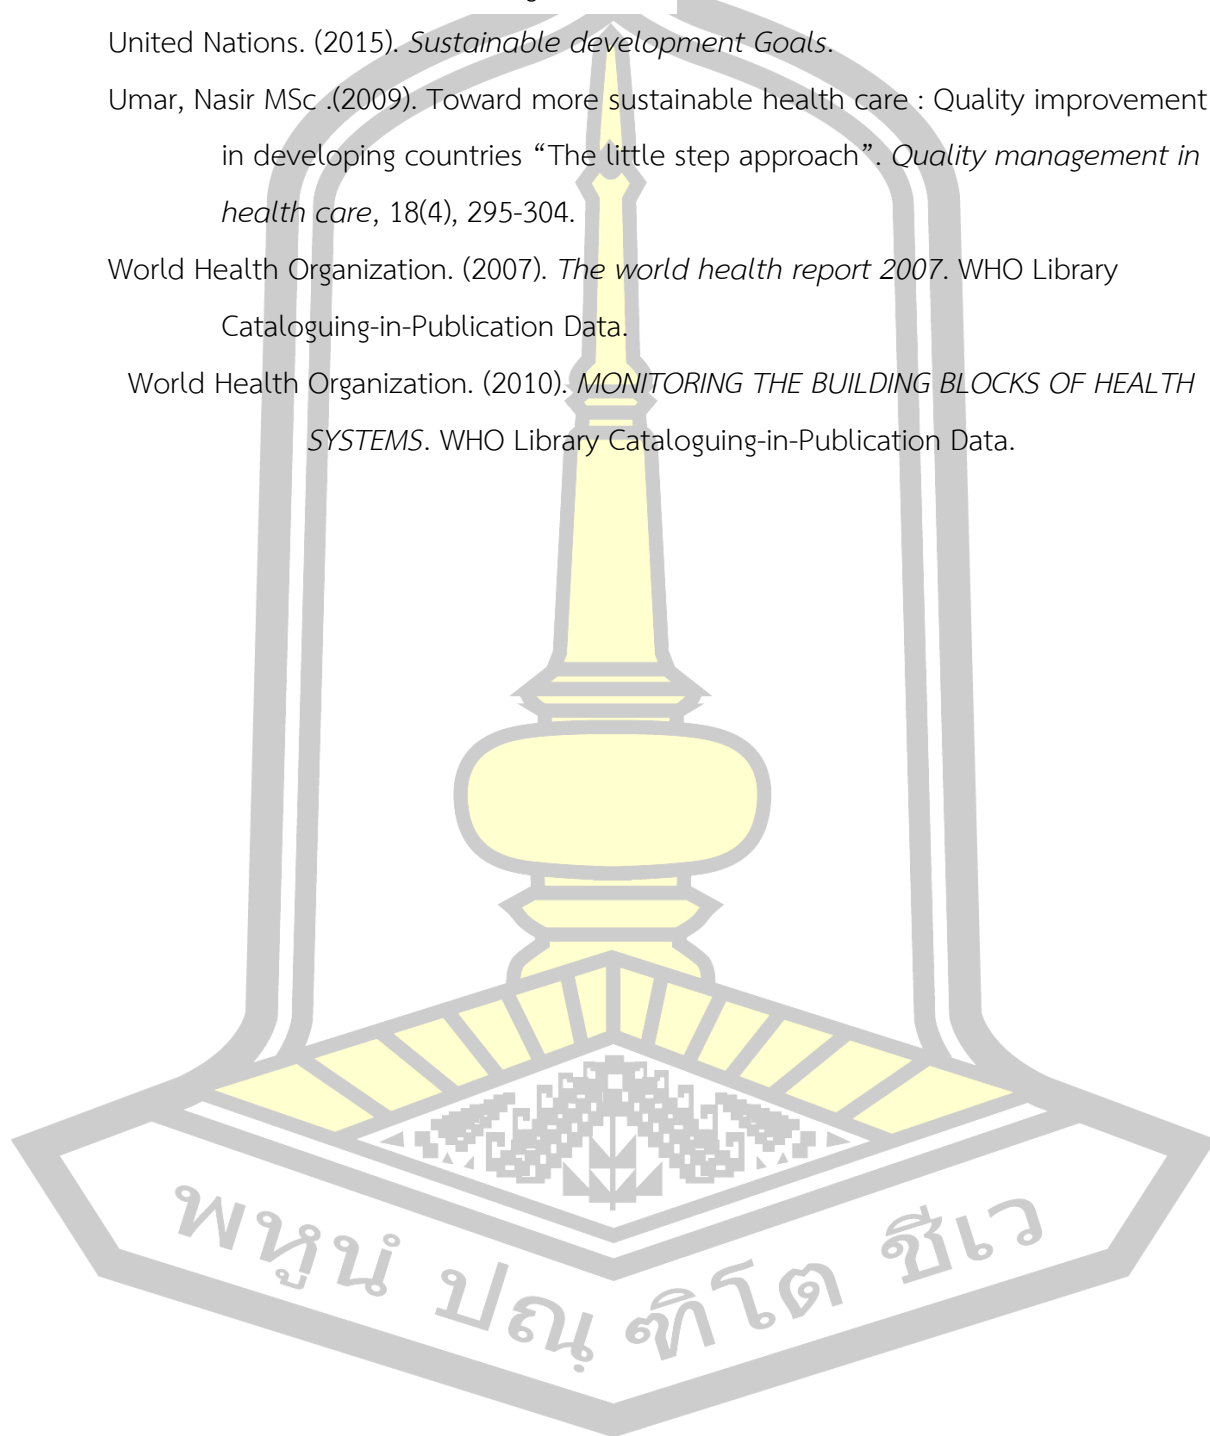 United Nations. (2015). Sustainable development Goals.
Umar, Nasir MSc .(2009). Toward more sustainable health care : Quality improvement
in developing countries “The little step approach”. Quality management in
health care, 18(4), 295-304.
World Health Organization. (2007). The world health report 2007. WHO Library
Cataloguing-in-Publication Data.
World Health Organization. (2010). MONITORING THE BUILDING BLOCKS OF HEALTH
SYSTEMS. WHO Library Cataloguing-in-Publication Data.
พหูนํ ปณฺฑิโต ชีเว